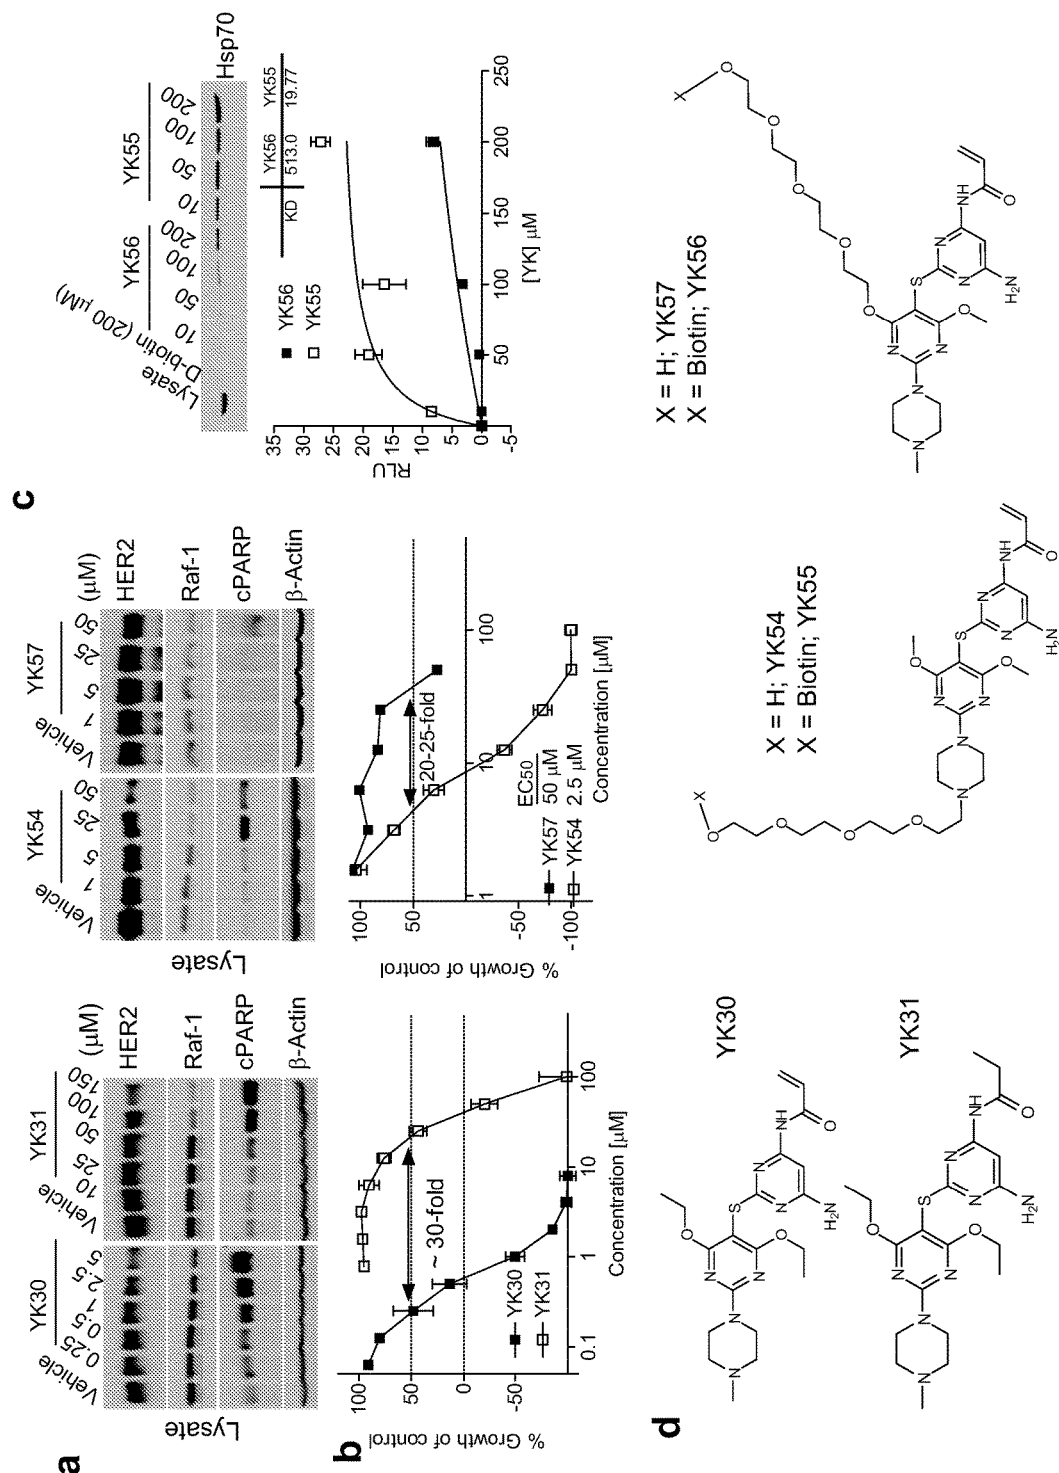 a
YK30
YK31
Vehicle 0.25 0.5 1 2.5 5 Vehicle 10 25 50 100 150 (μM)
Lysate
HER2
Raf-1
cPARP
β-Actin
YK54
YK57
Vehicle 1 5 25 50 Vehicle 1 5 25 50 (μM)
Lysate
HER2
Raf-1
cPARP
β-Actin
b
% Growth of control
100
50
0
-50
~ 30-fold
YK30
YK31
0.1 1 10 100
Concentration [μM]
% Growth of control
100
50
-50
-100
20-25-fold
EC50
YK57 50 μM
YK54 2.5 μM
1 10 100
Concentration [μM]
c
YK56
YK55
Lysate D-biotin (200 μM) 10 50 100 200 10 50 100 200
Hsp70
RLU
35
30
25
20
15
10
5
0
-5
YK56
YK55
YK56 YK55
KD 513.0 19.77
50 100 150 200 250
[YK] μM
d
YK30
N N N N O O S N N NH O H₂N
YK31
N N N N O O S N N NH O H₂N
X = H; YK54
X = Biotin; YK55
X O O O O N N N N O O S N N NH O H₂N
X = H; YK57
X = Biotin; YK56
X O O O O O N N N N O S N N NH O H₂N